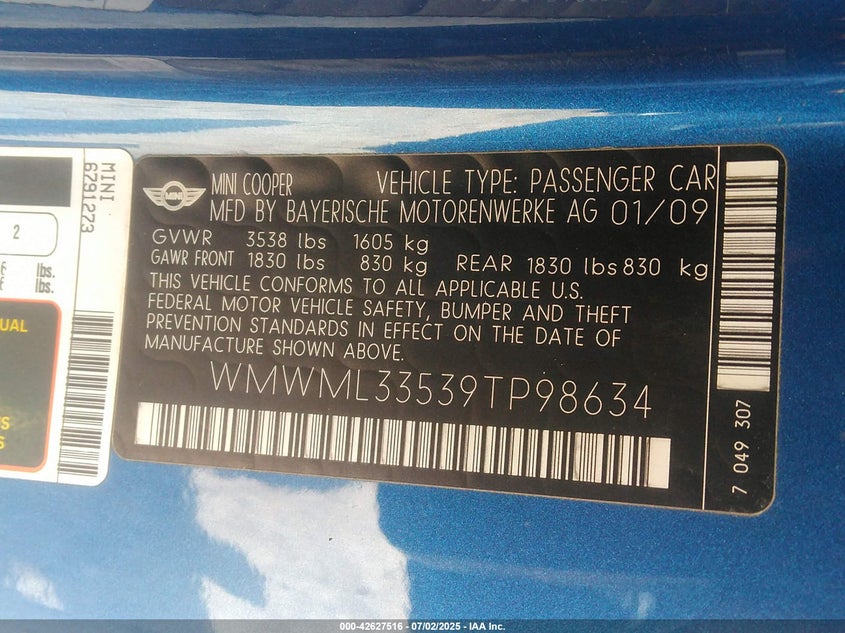 MINI
6791273
2
lbs.
lbs.
UAL
S
S
MINI
MINI COOPER VEHICLE TYPE: PASSENGER CAR
MFD BY BAYERISCHE MOTORENWERKE AG 01/09
GVWR 3538 lbs 1605 kg
GAWR FRONT 1830 lbs 830 kg REAR 1830 lbs 830 kg
THIS VEHICLE CONFORMS TO ALL APPLICABLE U.S.
FEDERAL MOTOR VEHICLE SAFETY, BUMPER AND THEFT
PREVENTION STANDARDS IN EFFECT ON THE DATE OF
MANUFACTURE SHOWN ABOVE.
WMWML33539TP98634
7 049 307
000-42627516 - 07/02/2025 - IAA Inc.